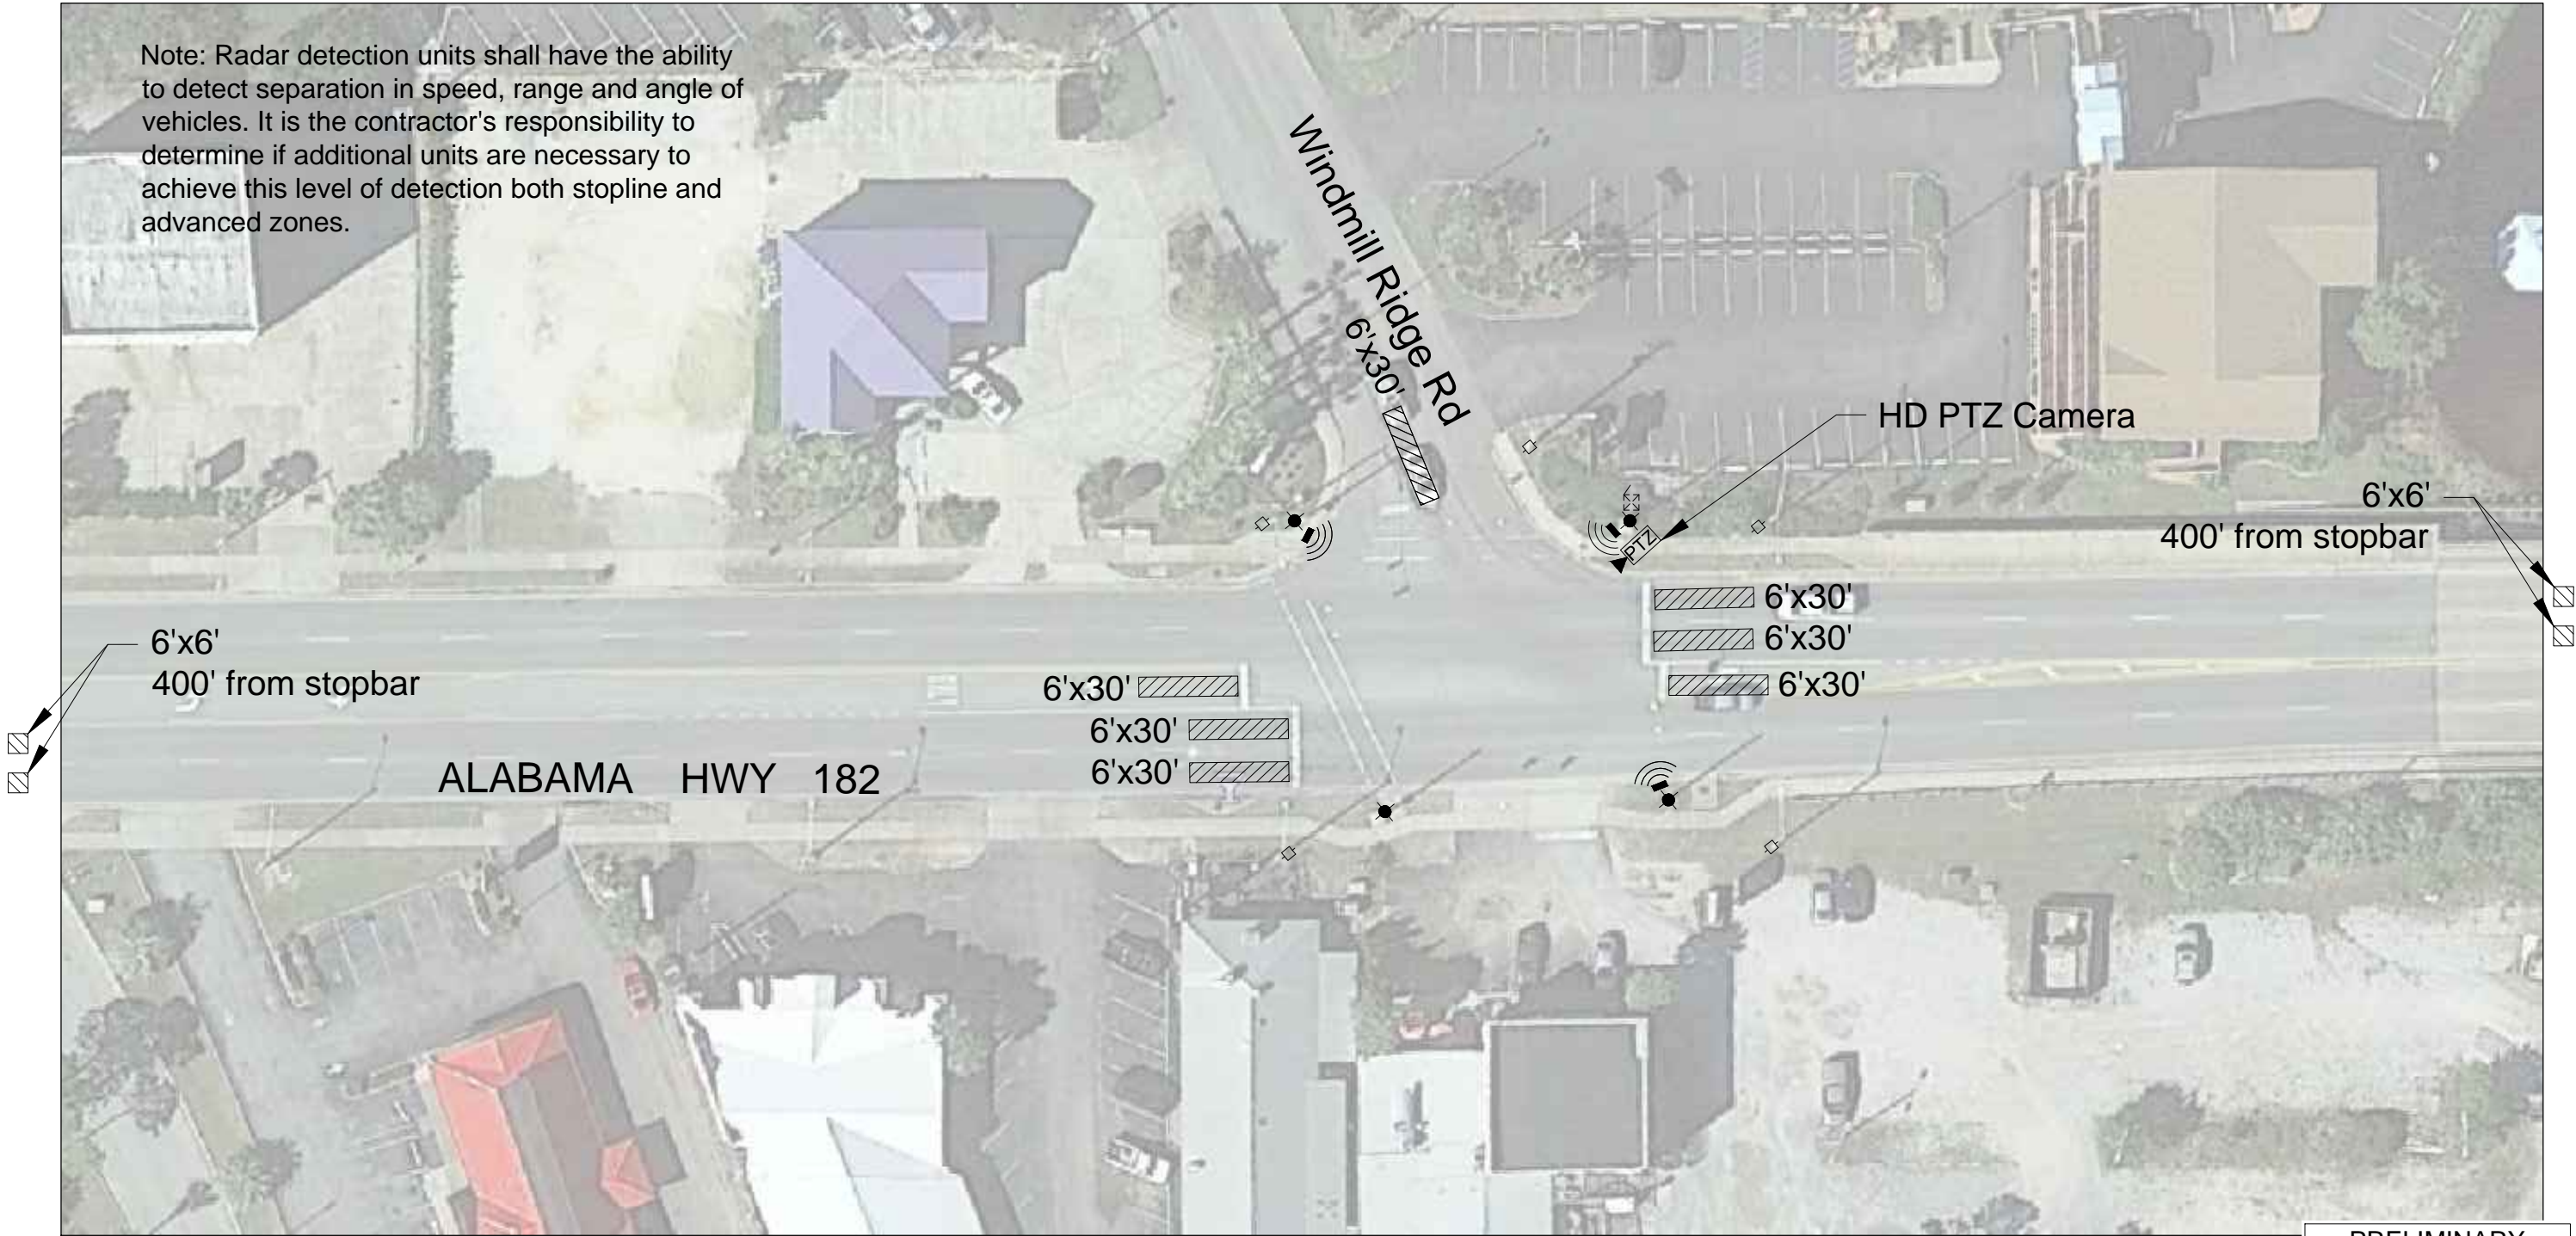 Note: Radar detection units shall have the ability
to detect separation in speed, range and angle of
vehicles. It is the contractor's responsibility to
determine if additional units are necessary to
achieve this level of detection both stopline and
advanced zones.
Windmill Ridge Rd
6'x30'
HD PTZ Camera
PTZ
6'x6'
400' from stopbar
6'x30'
6'x30'
6'x30'
6'x6'
400' from stopbar
6'x30'
6'x30'
6'x30'
ALABAMA HWY 182
PRELIMINARY